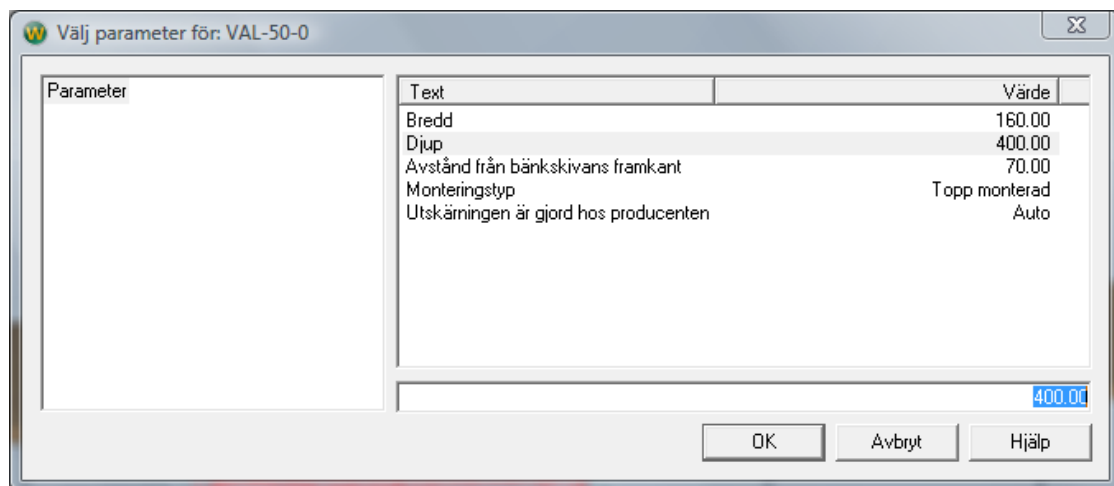 Välj parameter för: VAL-50-0
Parameter
Text Värde
Bredd 160.00
Djup 400.00
Avstånd från bänkskivans framkant 70.00
Monteringstyp Topp monterad
Utskärningen är gjord hos producenten Auto
400.00
OK Avbryt Hjälp